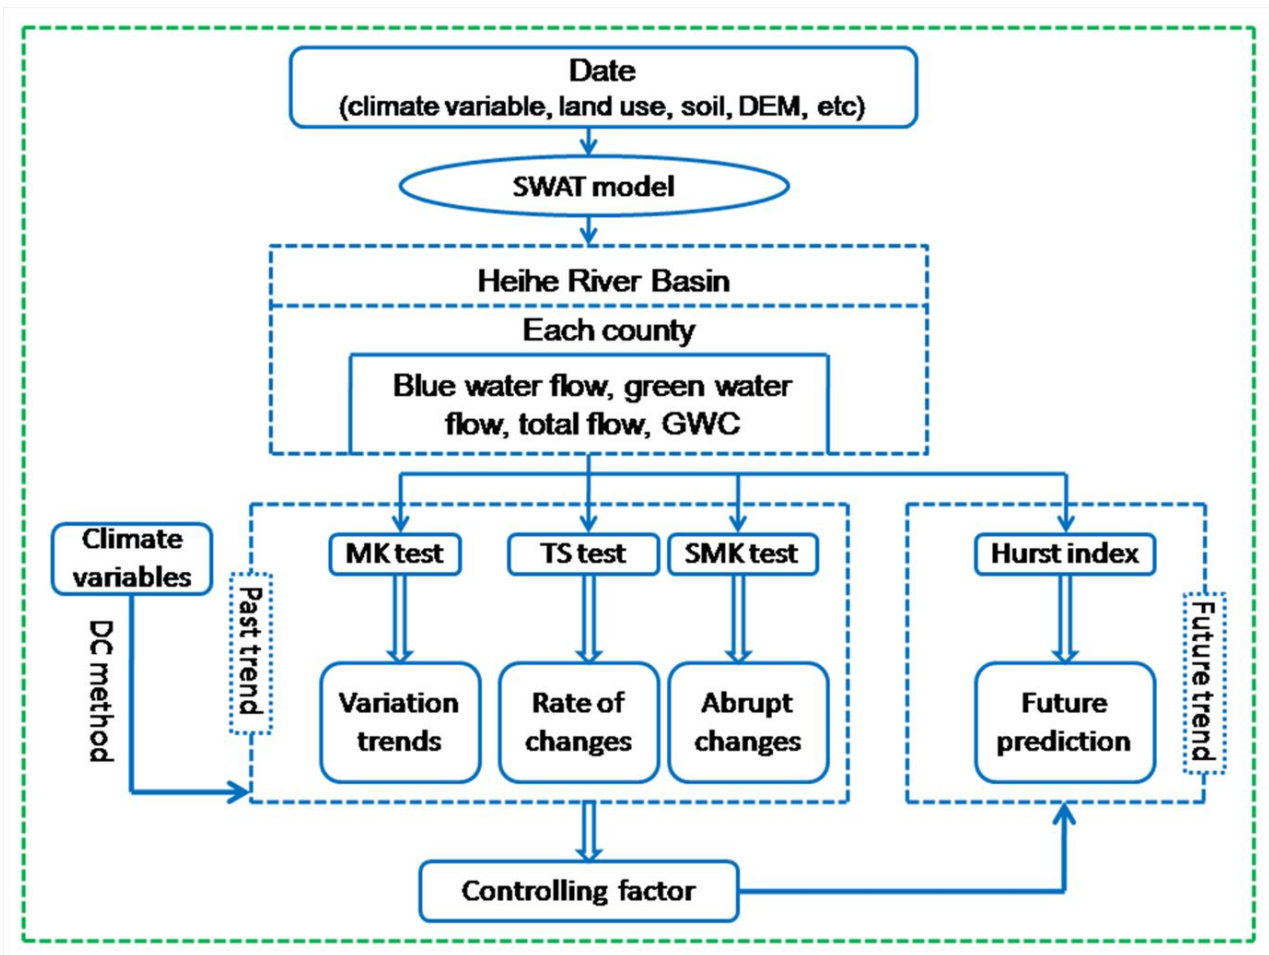 Date
(climate variable, land use, soil, DEM, etc)
SWAT model
Heihe River Basin
Each county
Blue water flow, green water
flow, total flow, GWC
Climate
variables
DC method
Past trend
MK test
TS test
SMK test
Hurst index
Variation
trends
Rate of
changes
Abrupt
changes
Future
prediction
Future trend
Controlling factor